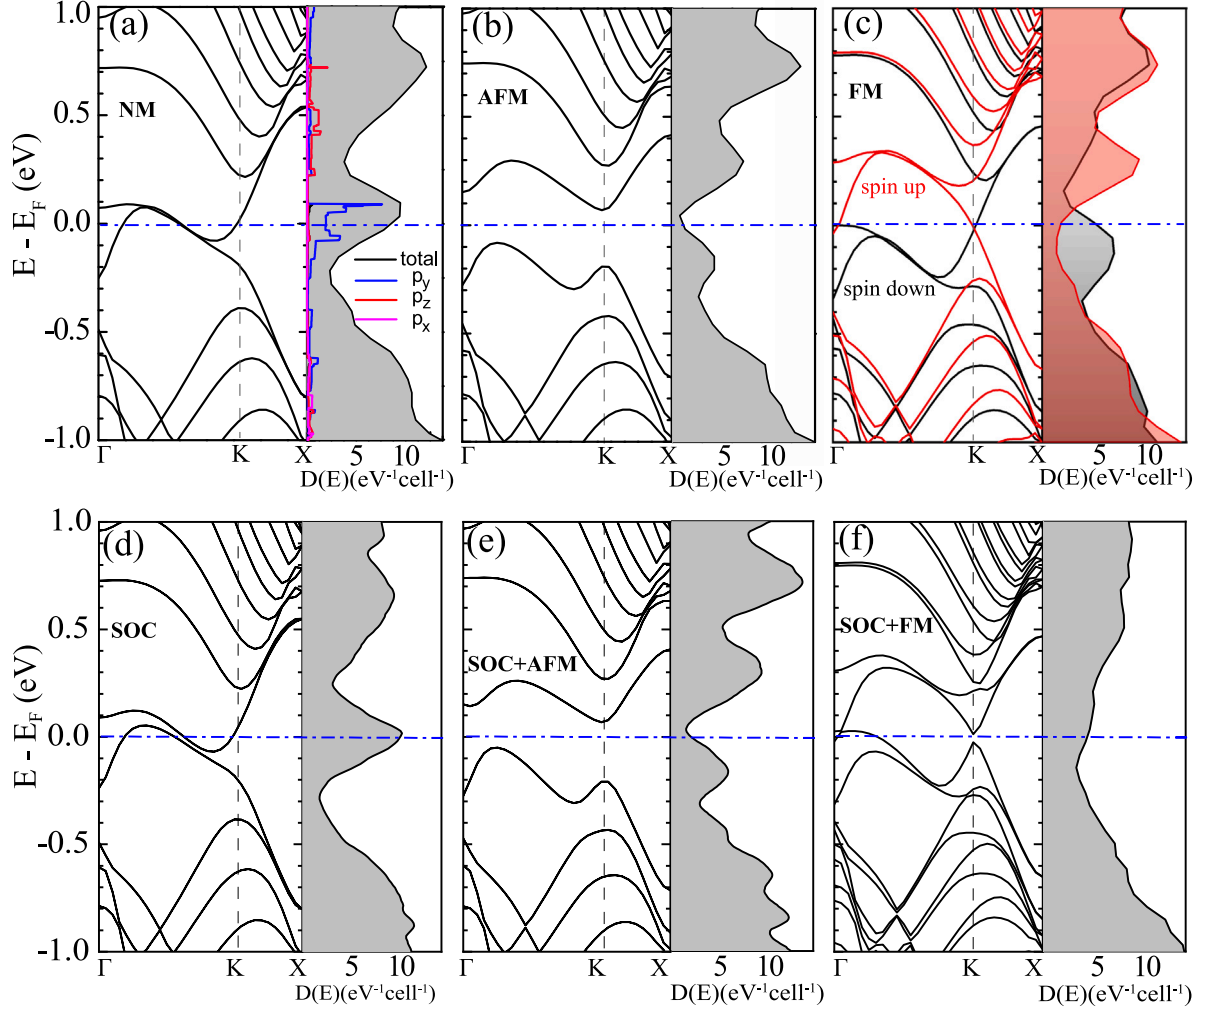 (a)
NM
total
p_y
p_z
p_x
1.0
0.5
0.0
-0.5
-1.0
E - E_F (eV)
Γ K X 5 10
D(E)(eV⁻¹cell⁻¹)
(b)
AFM
Γ K X 5 10
D(E)(eV⁻¹cell⁻¹)
(c)
FM
spin up
spin down
Γ K X 5 10
D(E)(eV⁻¹cell⁻¹)
(d)
SOC
1.0
0.5
0.0
-0.5
-1.0
E - E_F (eV)
Γ K X 5 10
D(E)(eV⁻¹cell⁻¹)
(e)
SOC+AFM
Γ K X 5 10
D(E)(eV⁻¹cell⁻¹)
(f)
SOC+FM
Γ K X 5 10
D(E)(eV⁻¹cell⁻¹)